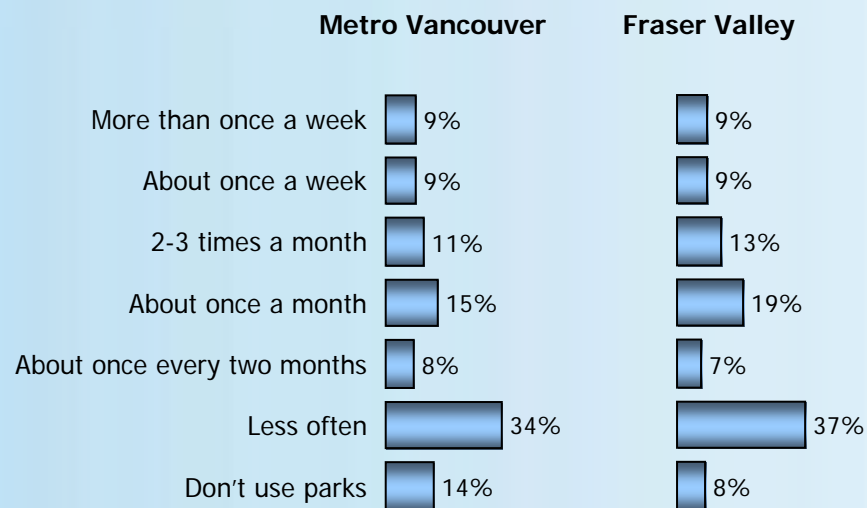 Metro Vancouver Fraser Valley
More than once a week 9% 9%
About once a week 9% 9%
2-3 times a month 11% 13%
About once a month 15% 19%
About once every two months 8% 7%
Less often 34% 37%
Don't use parks 14% 8%